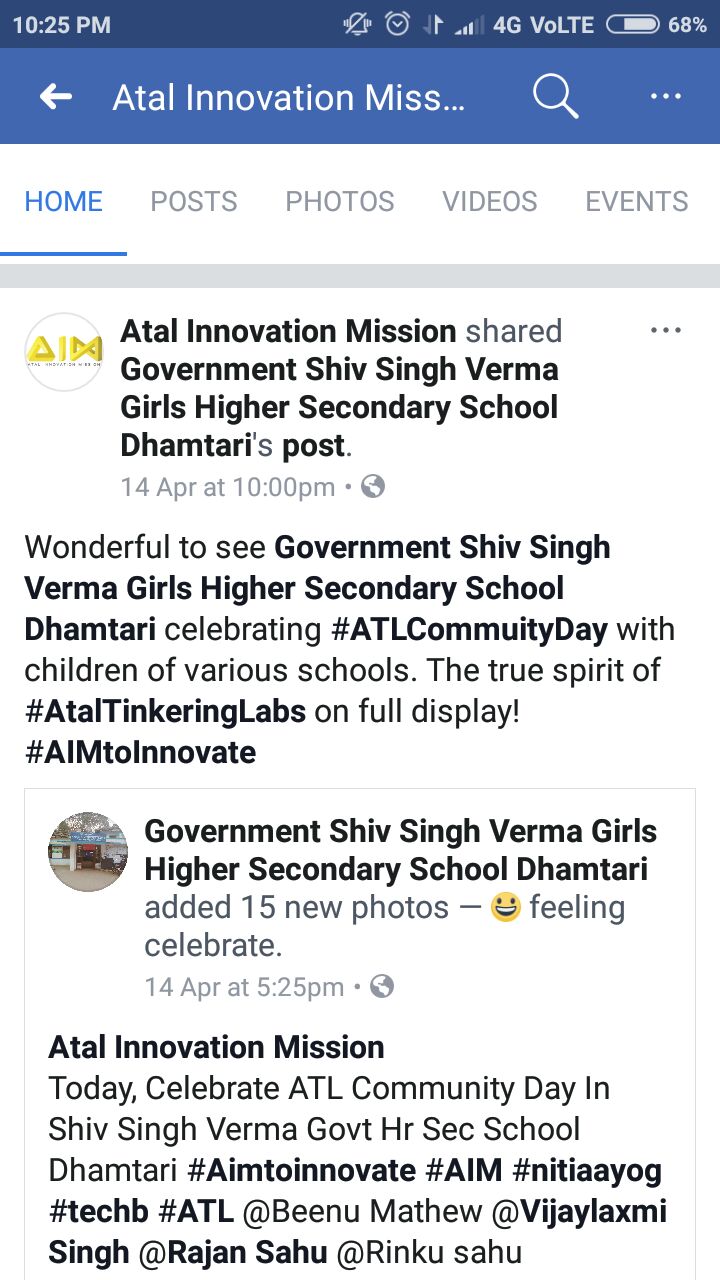 10:25 PM 4G VoLTE 68%
Atal Innovation Miss...
HOME POSTS PHOTOS VIDEOS EVENTS
AIM
ATAL INNOVATION MISSION
Atal Innovation Mission shared
Government Shiv Singh Verma
Girls Higher Secondary School
Dhamtari's post.
14 Apr at 10:00pm •
Wonderful to see Government Shiv Singh
Verma Girls Higher Secondary School
Dhamtari celebrating #ATLCommuityDay with
children of various schools. The true spirit of
#AtalTinkeringLabs on full display!
#AIMtoInnovate
Government Shiv Singh Verma Girls
Higher Secondary School Dhamtari
added 15 new photos — 😀 feeling
celebrate.
14 Apr at 5:25pm •
Atal Innovation Mission
Today, Celebrate ATL Community Day In
Shiv Singh Verma Govt Hr Sec School
Dhamtari #Aimtoinnovate #AIM #nitiaayog
#techb #ATL @Beenu Mathew @Vijaylaxmi
Singh @Rajan Sahu @Rinku sahu